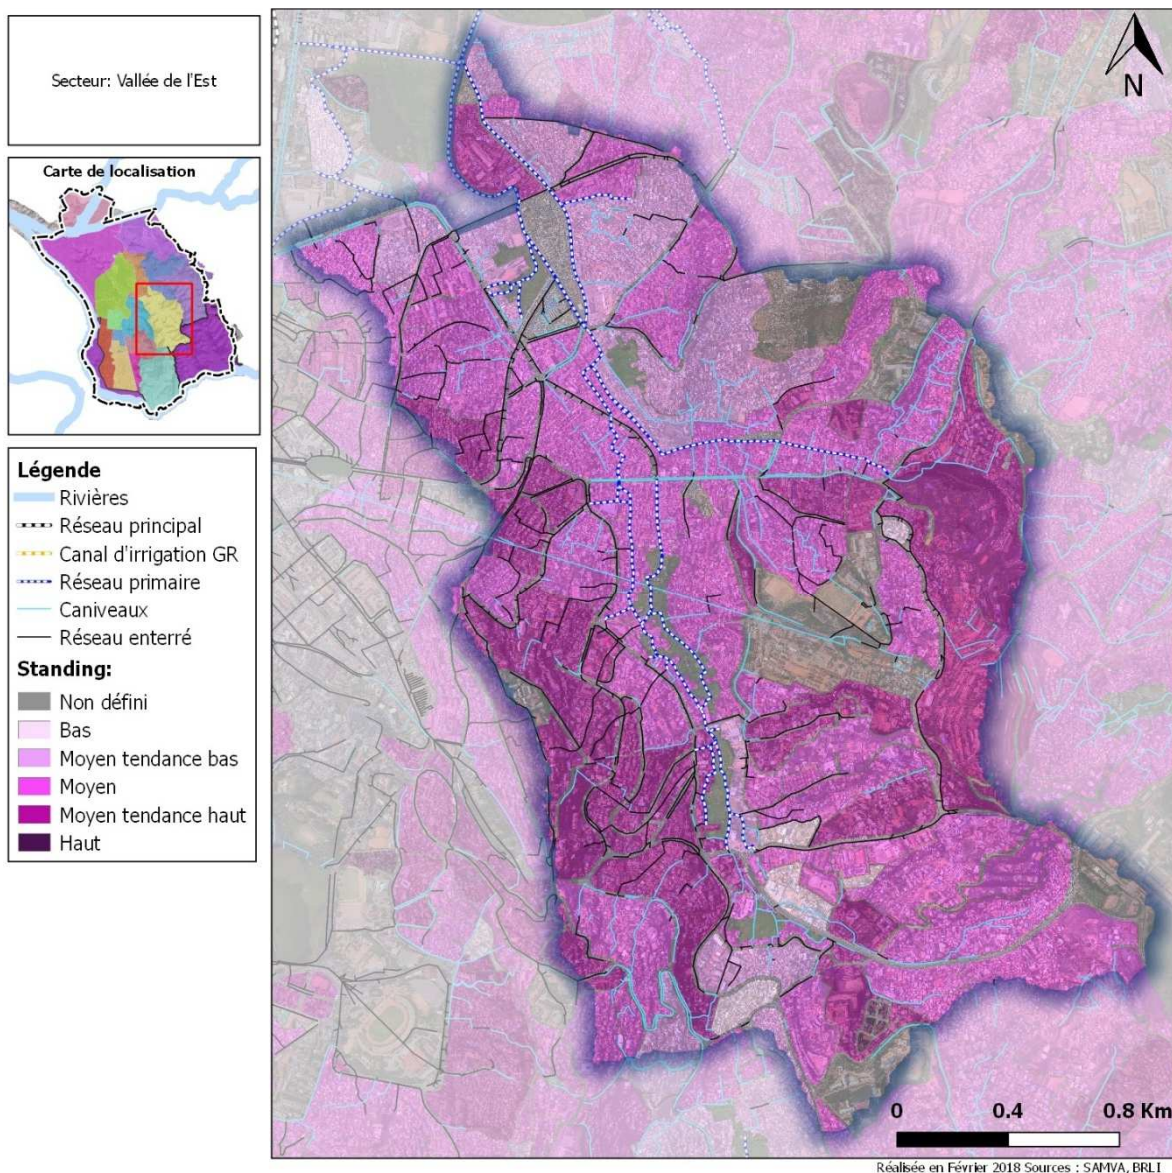 Secteur: Vallée de l'Est
Carte de localisation
Légende
Rivières
Réseau principal
Canal d'irrigation GR
Réseau primaire
Caniveaux
Réseau enterré
Standing:
Non défini
Bas
Moyen tendance bas
Moyen
Moyen tendance haut
Haut
N
0 0.4 0.8 Km
Réalisée en Février 2018 Sources : SAMVA, BRLI